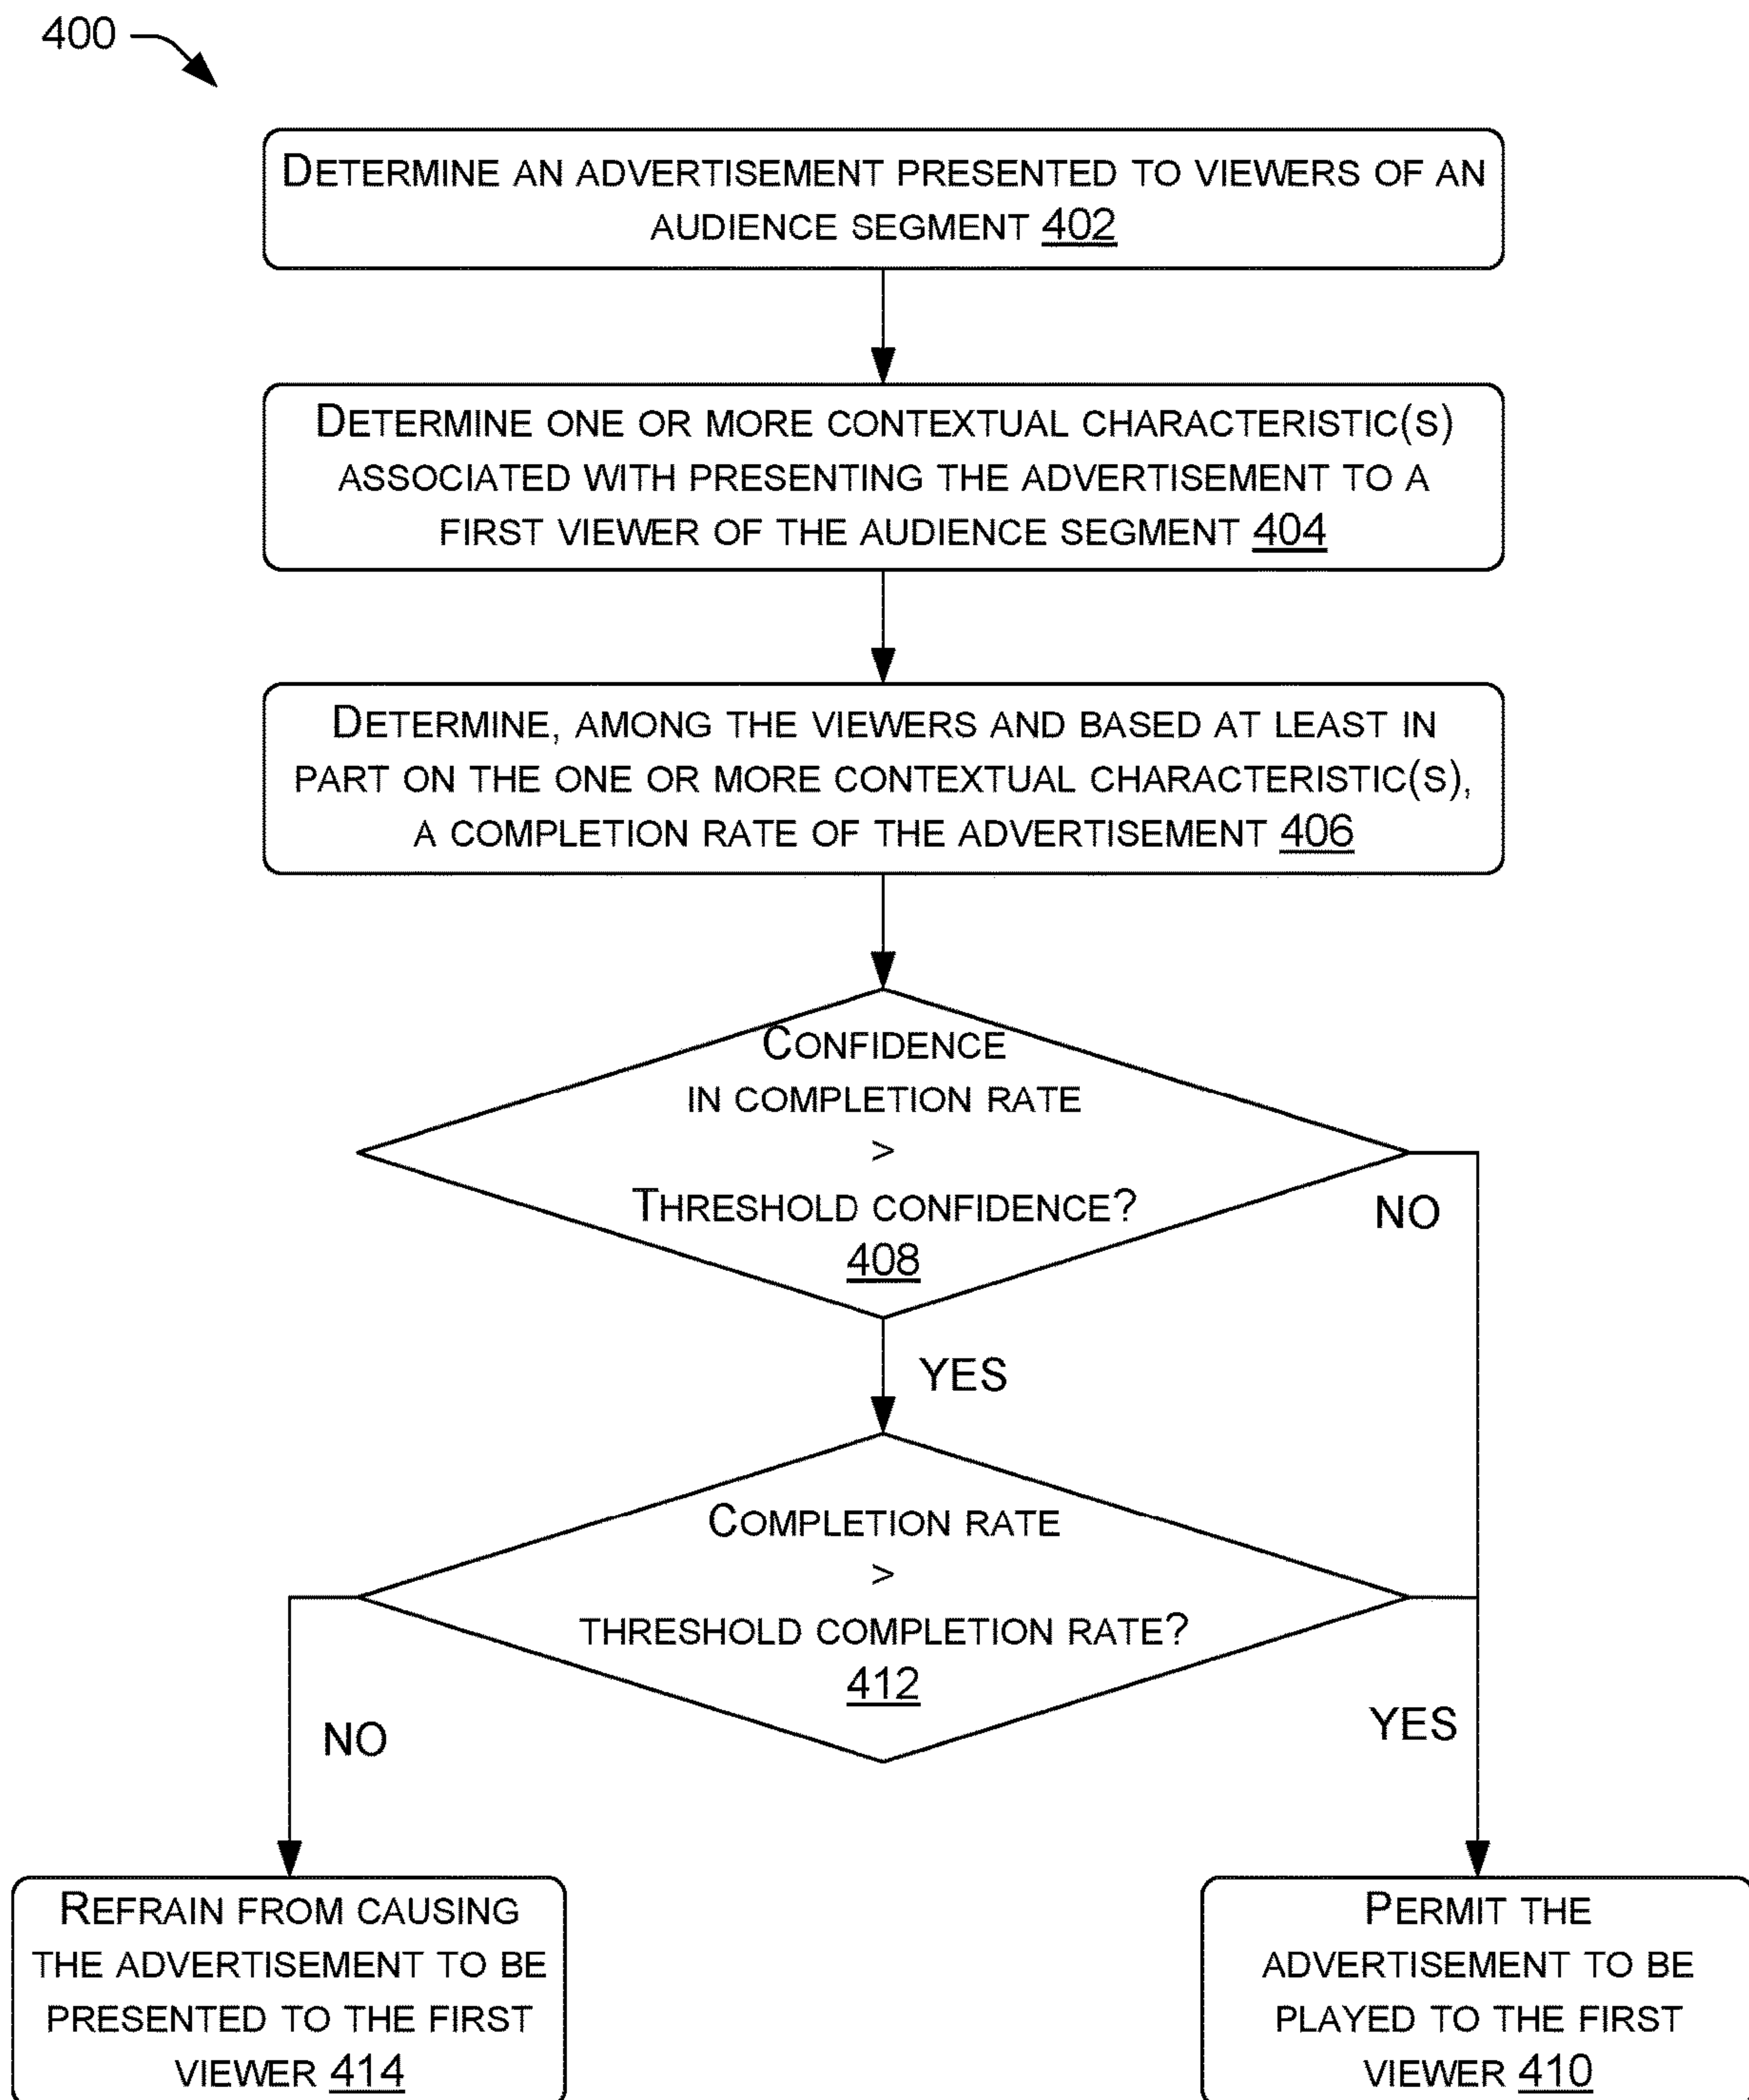 400
DETERMINE AN ADVERTISEMENT PRESENTED TO VIEWERS OF AN
AUDIENCE SEGMENT 402
DETERMINE ONE OR MORE CONTEXTUAL CHARACTERISTIC(S)
ASSOCIATED WITH PRESENTING THE ADVERTISEMENT TO A
FIRST VIEWER OF THE AUDIENCE SEGMENT 404
DETERMINE, AMONG THE VIEWERS AND BASED AT LEAST IN
PART ON THE ONE OR MORE CONTEXTUAL CHARACTERISTIC(S),
A COMPLETION RATE OF THE ADVERTISEMENT 406
CONFIDENCE
IN COMPLETION RATE
>
THRESHOLD CONFIDENCE?
408
NO
YES
COMPLETION RATE
>
THRESHOLD COMPLETION RATE?
412
NO
YES
REFRAIN FROM CAUSING
THE ADVERTISEMENT TO BE
PRESENTED TO THE FIRST
VIEWER 414
PERMIT THE
ADVERTISEMENT TO BE
PLAYED TO THE FIRST
VIEWER 410